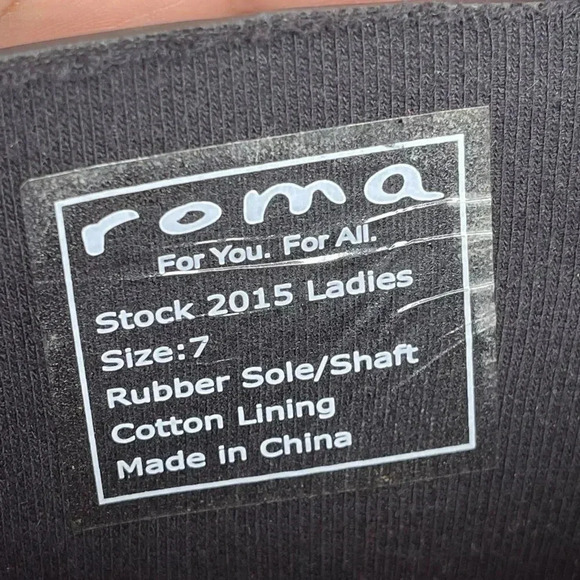 roma
For You. For All.
Stock 2015 Ladies
Size:7
Rubber Sole/Shaft
Cotton Lining
Made in China